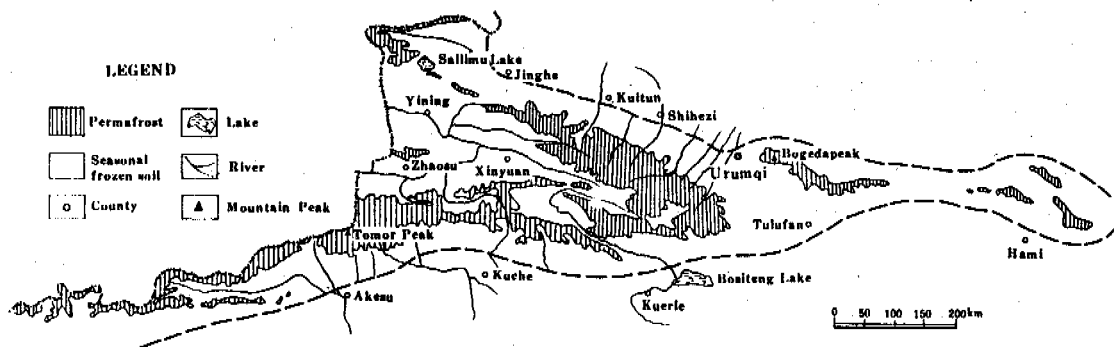 LEGEND
Permafrost
Lake
Seasonal
frozen soil
River
County
Mountain Peak
Sailimu Lake
Jinghe
Yining
Kuitun
Shihezi
Zhaosu
Xinyuan
Urumqi
Bogedapeak
Tomor Peak
Tulufan
Hami
Kuche
Akesu
Bositeng Lake
Kuerle
0 50 100 150 200km